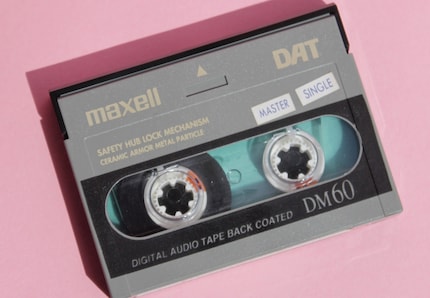 maxell
DAT
SAFETY HUB LOCK MECHANISM
CERAMIC ARMOR METAL PARTICLE
MASTER
SINGLE
DIGITAL AUDIO TAPE BACK COATED
DM60